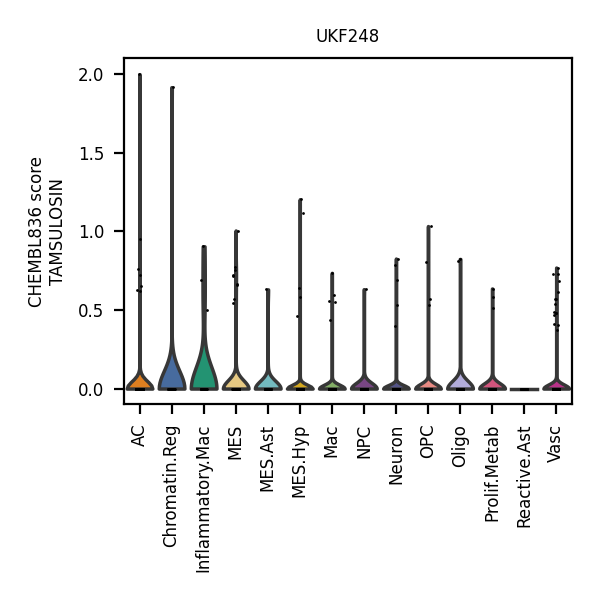 UKF248
CHEMBL836 score
TAMSULOSIN
2.0
1.5
1.0
0.5
0.0
AC
Chromatin.Reg
Inflammatory.Mac
MES
MES.Ast
MES.Hyp
Mac
NPC
Neuron
OPC
Oligo
Prolif.Metab
Reactive.Ast
Vasc